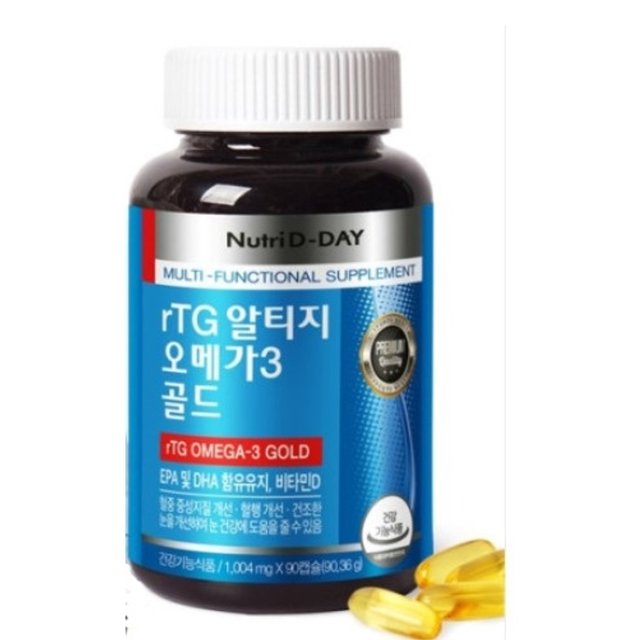 Nutri D-DAY
MULTI-FUNCTIONAL SUPPLEMENT
rTG 알티지
오메가3
골드
PREMIUM
Quality
rTG OMEGA-3 GOLD
EPA 및 DHA 함유유지, 비타민D
혈중 중성지질 개선 · 혈행 개선 · 건조한
눈을 개선하여 눈 건강에 도움을 줄 수 있음
건강
기능식품
건강기능식품 / 1,004 mg X 90캡슐(90.36 g)